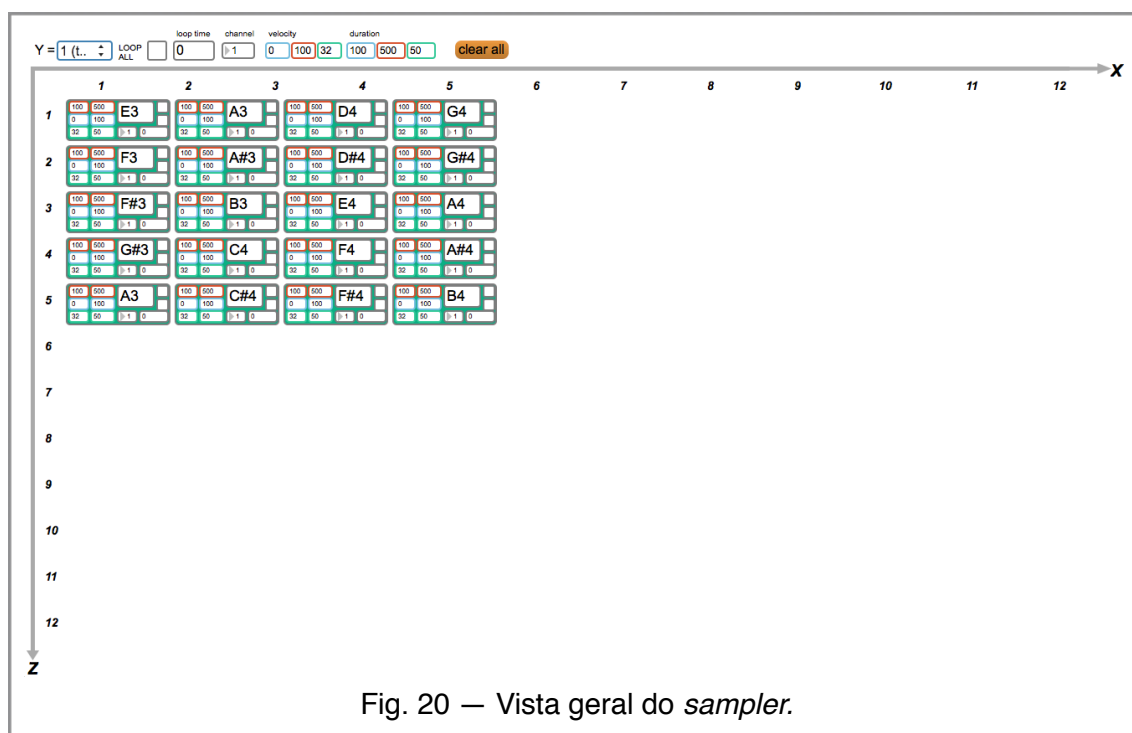 loop time channel velocity duration
Y = 1 (t.. LOOP ALL 0 1 0 100 32 100 500 50 clear all
X
1 2 3 4 5 6 7 8 9 10 11 12
100 500 100 500 100 500 100 500
1 0 100 E3 0 100 A3 0 100 D4 0 100 G4
32 50 1 0 32 50 1 0 32 50 1 0 32 50 1 0
100 500 100 500 100 500 100 500
2 0 100 F3 0 100 A#3 0 100 D#4 0 100 G#4
32 50 1 0 32 50 1 0 32 50 1 0 32 50 1 0
100 500 100 500 100 500 100 500
3 0 100 F#3 0 100 B3 0 100 E4 0 100 A4
32 50 1 0 32 50 1 0 32 50 1 0 32 50 1 0
100 500 100 500 100 500 100 500
4 0 100 G#3 0 100 C4 0 100 F4 0 100 A#4
32 50 1 0 32 50 1 0 32 50 1 0 32 50 1 0
100 500 100 500 100 500 100 500
5 0 100 A3 0 100 C#4 0 100 F#4 0 100 B4
32 50 1 0 32 50 1 0 32 50 1 0 32 50 1 0
6
7
8
9
10
11
12
Z
Fig. 20 — Vista geral do sampler.